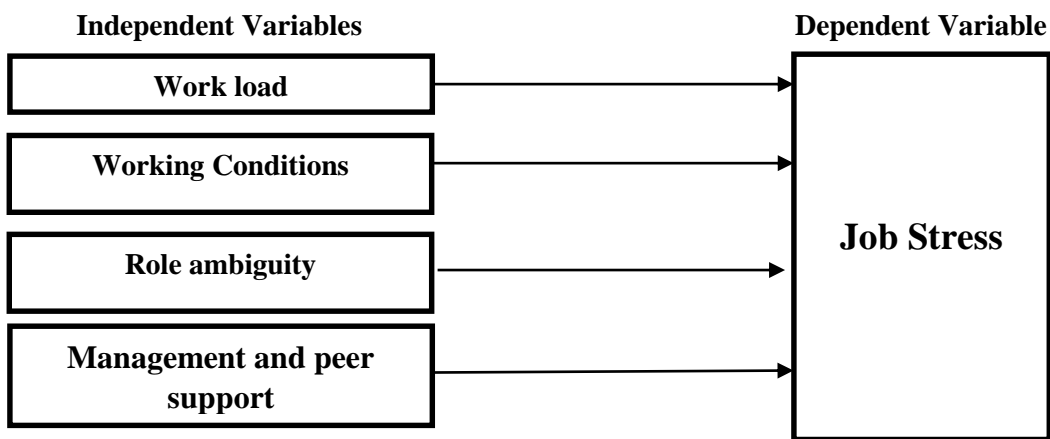 Independent Variables
Dependent Variable
Work load
Working Conditions
Role ambiguity
Management and peer
support
Job Stress